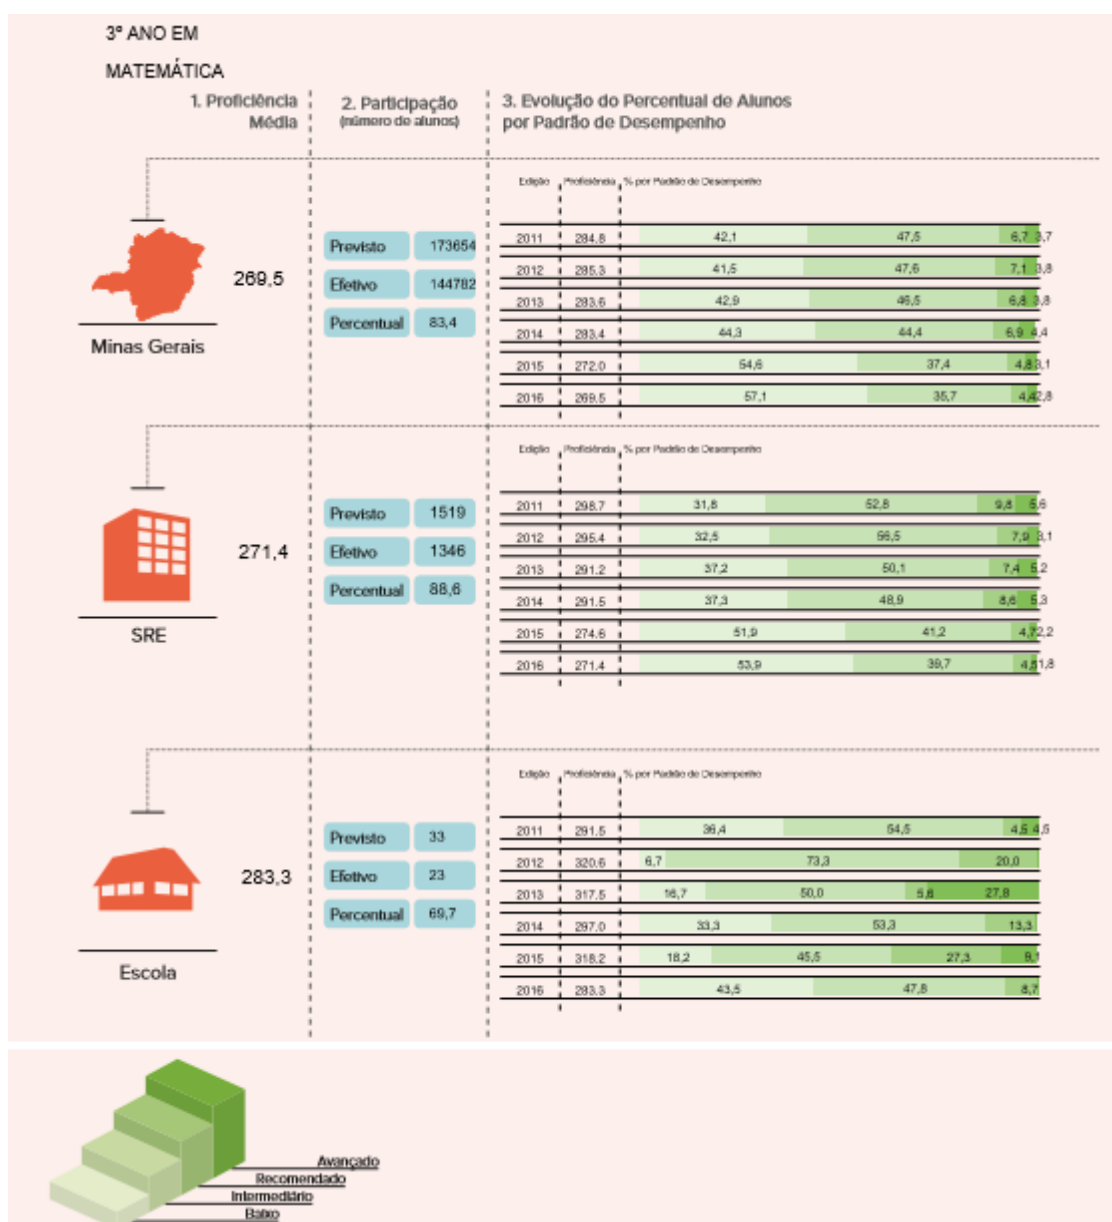 3º ANO EM
MATEMÁTICA
1. Proficiência
Média
2. Participação
(número de alunos)
3. Evolução do Percentual de Alunos
por Padrão de Desempenho
Edição Proficiência % por Padrão de Desempenho
Minas Gerais
269,5
Previsto 173654
Efetivo 144782
Percentual 83,4
2011 284.8 42,1 47,5 6,7 3,7
2012 285.3 41,5 47,6 7,1 3,8
2013 283.6 42,9 46,5 6,8 3,8
2014 283.4 44,3 44,4 6,9 4,4
2015 272.0 54,6 37,4 4,8 3,1
2016 269.5 57,1 35,7 4,4 2,8
Edição Proficiência % por Padrão de Desempenho
SRE
271,4
Previsto 1519
Efetivo 1346
Percentual 88,6
2011 298.7 31,8 52,8 9,8 5,6
2012 295.4 32,5 56,5 7,9 3,1
2013 291.2 37,2 50,1 7,4 5,2
2014 291.5 37,3 48,9 8,6 5,3
2015 274.6 51,9 41,2 4,7 2,2
2016 271.4 53,9 39,7 4,5 1,8
Edição Proficiência % por Padrão de Desempenho
Escola
283,3
Previsto 33
Efetivo 23
Percentual 69,7
2011 291.5 36,4 54,5 4,5 4,5
2012 320.6 6,7 73,3 20,0
2013 317.5 16,7 50,0 5,6 27,8
2014 297.0 33,3 53,3 13,3
2015 318.2 18,2 45,5 27,3 9,1
2016 283.3 43,5 47,8 8,7
Avançado
Recomendado
Intermediário
Baixo